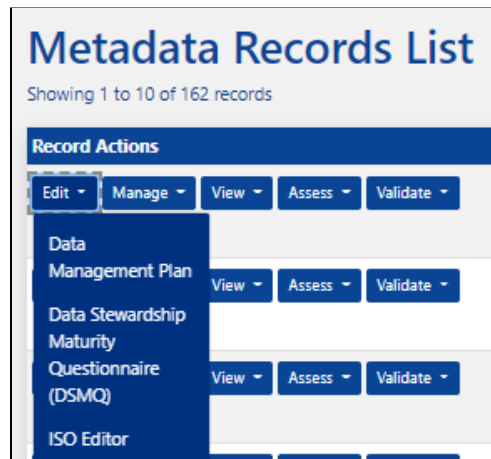 Metadata Records List
Showing 1 to 10 of 162 records
Record Actions
Edit Manage View Assess Validate
Data
Management Plan
View Assess Validate
Data Stewardship
Maturity
Questionnaire
(DSMQ)
View Assess Validate
ISO Editor